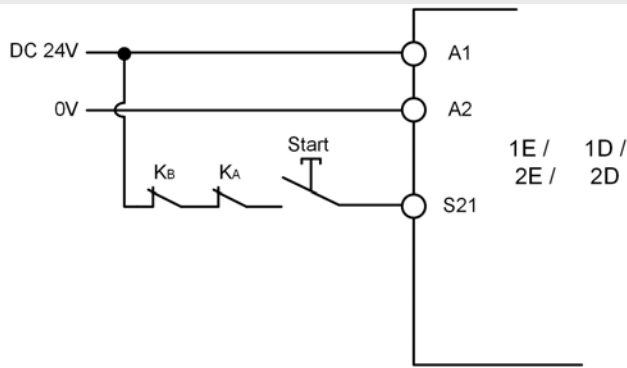 DC 24V
A1
0V
A2
Start
1E / 1D /
2E / 2D
KB
KA
S21